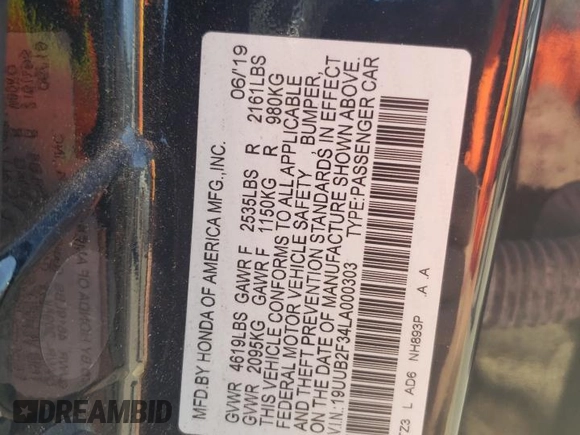 MFD.BY HONDA OF AMERICA MFG.,INC. 06/'19
GVWR 4619LBS GAWR F 2535LBS R 2161LBS
GVWR 2095KG GAWR F 1150KG R 980KG
THIS VEHICLE CONFORMS TO ALL APPLICABLE
FEDERAL MOTOR VEHICLE SAFETY BUMPER,
AND THEFT PREVENTION STANDARDS IN EFFECT
ON THE DATE OF MANUFACTURE SHOWN ABOVE.
V.I.N.:19UUB2F34LA000303 TYPE:PASSENGER CAR
TZ3 L AD6 NH893P .A .A
DREAMBID